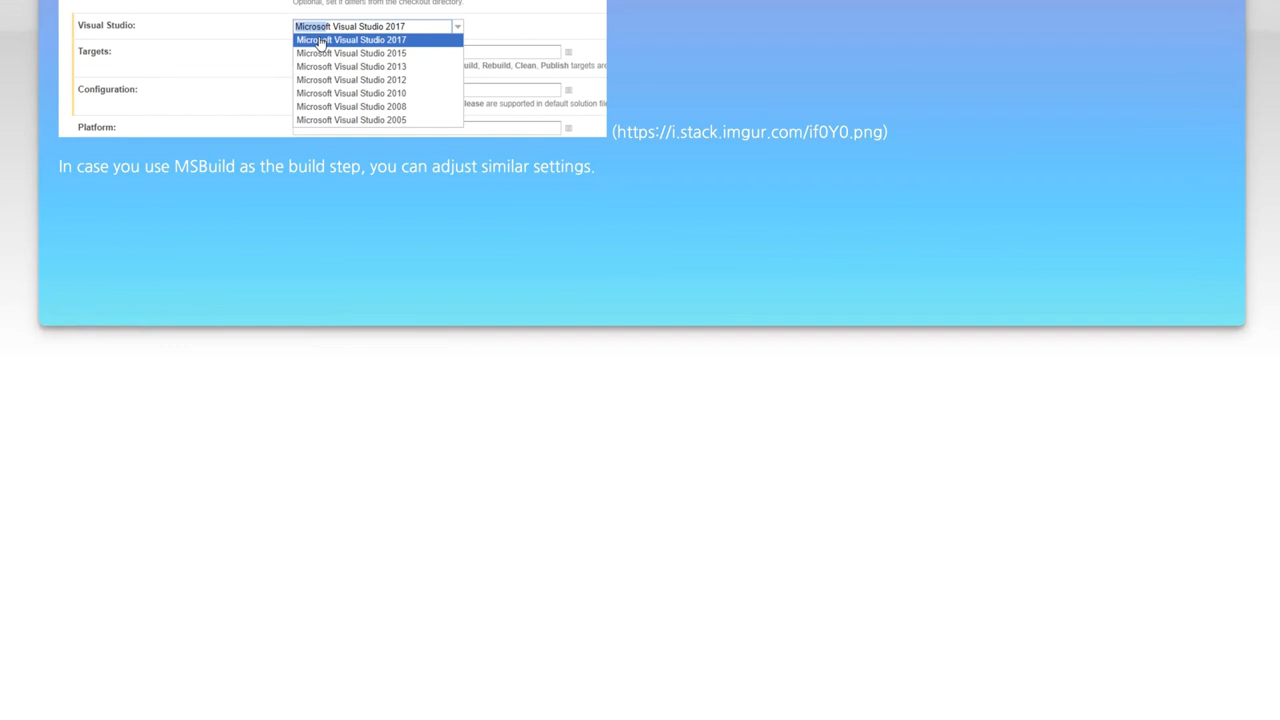 Optional, set if differs from the checkout directory.
Visual Studio:
Microsoft Visual Studio 2017
Microsoft Visual Studio 2017
Microsoft Visual Studio 2015
Targets:
Microsoft Visual Studio 2013
uild, Rebuild, Clean, Publish targets are
Microsoft Visual Studio 2012
Configuration:
Microsoft Visual Studio 2010
Microsoft Visual Studio 2008
lease are supported in default solution file
Microsoft Visual Studio 2005
Platform:
(https://i.stack.imgur.com/if0Y0.png)
In case you use MSBuild as the build step, you can adjust similar settings.